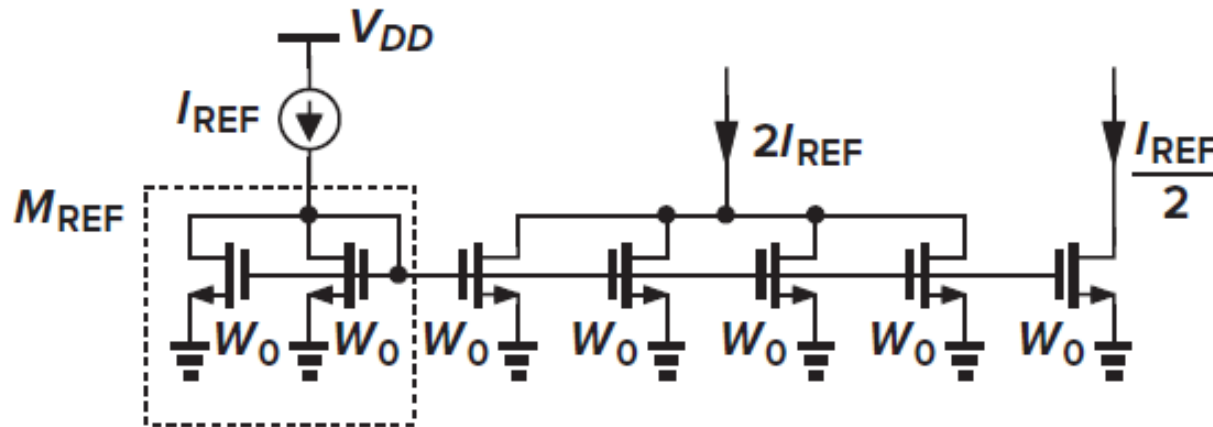 V_DD
I_REF
2I_REF
I_REF
2
M_REF
W_0 W_0 W_0 W_0 W_0 W_0 W_0